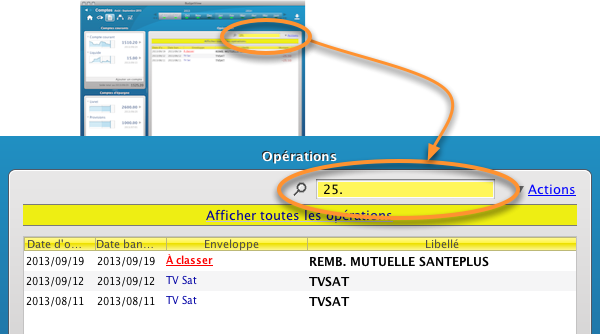 Comptes
Opérations
25.
Actions
Afficher toutes les opérations
Date d'o... Date ban... Enveloppe Libellé
2013/09/19 2013/09/19 À classer REMB. MUTUELLE SANTEPLUS
2013/09/12 2013/09/12 TV Sat TVSAT
2013/08/11 2013/08/11 TV Sat TVSAT